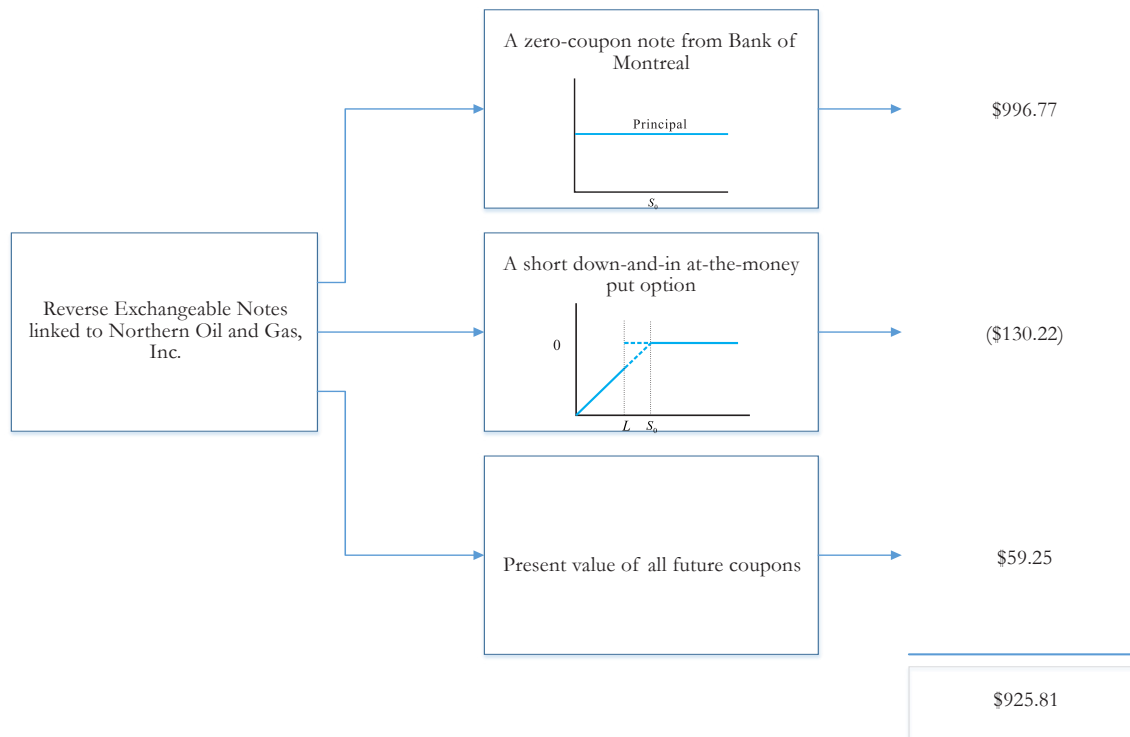 A zero-coupon note from Bank of
Montreal
Principal
S₀
$996.77
Reverse Exchangeable Notes
linked to Northern Oil and Gas,
Inc.
A short down-and-in at-the-money
put option
0
L S₀
($130.22)
Present value of all future coupons
$59.25
$925.81